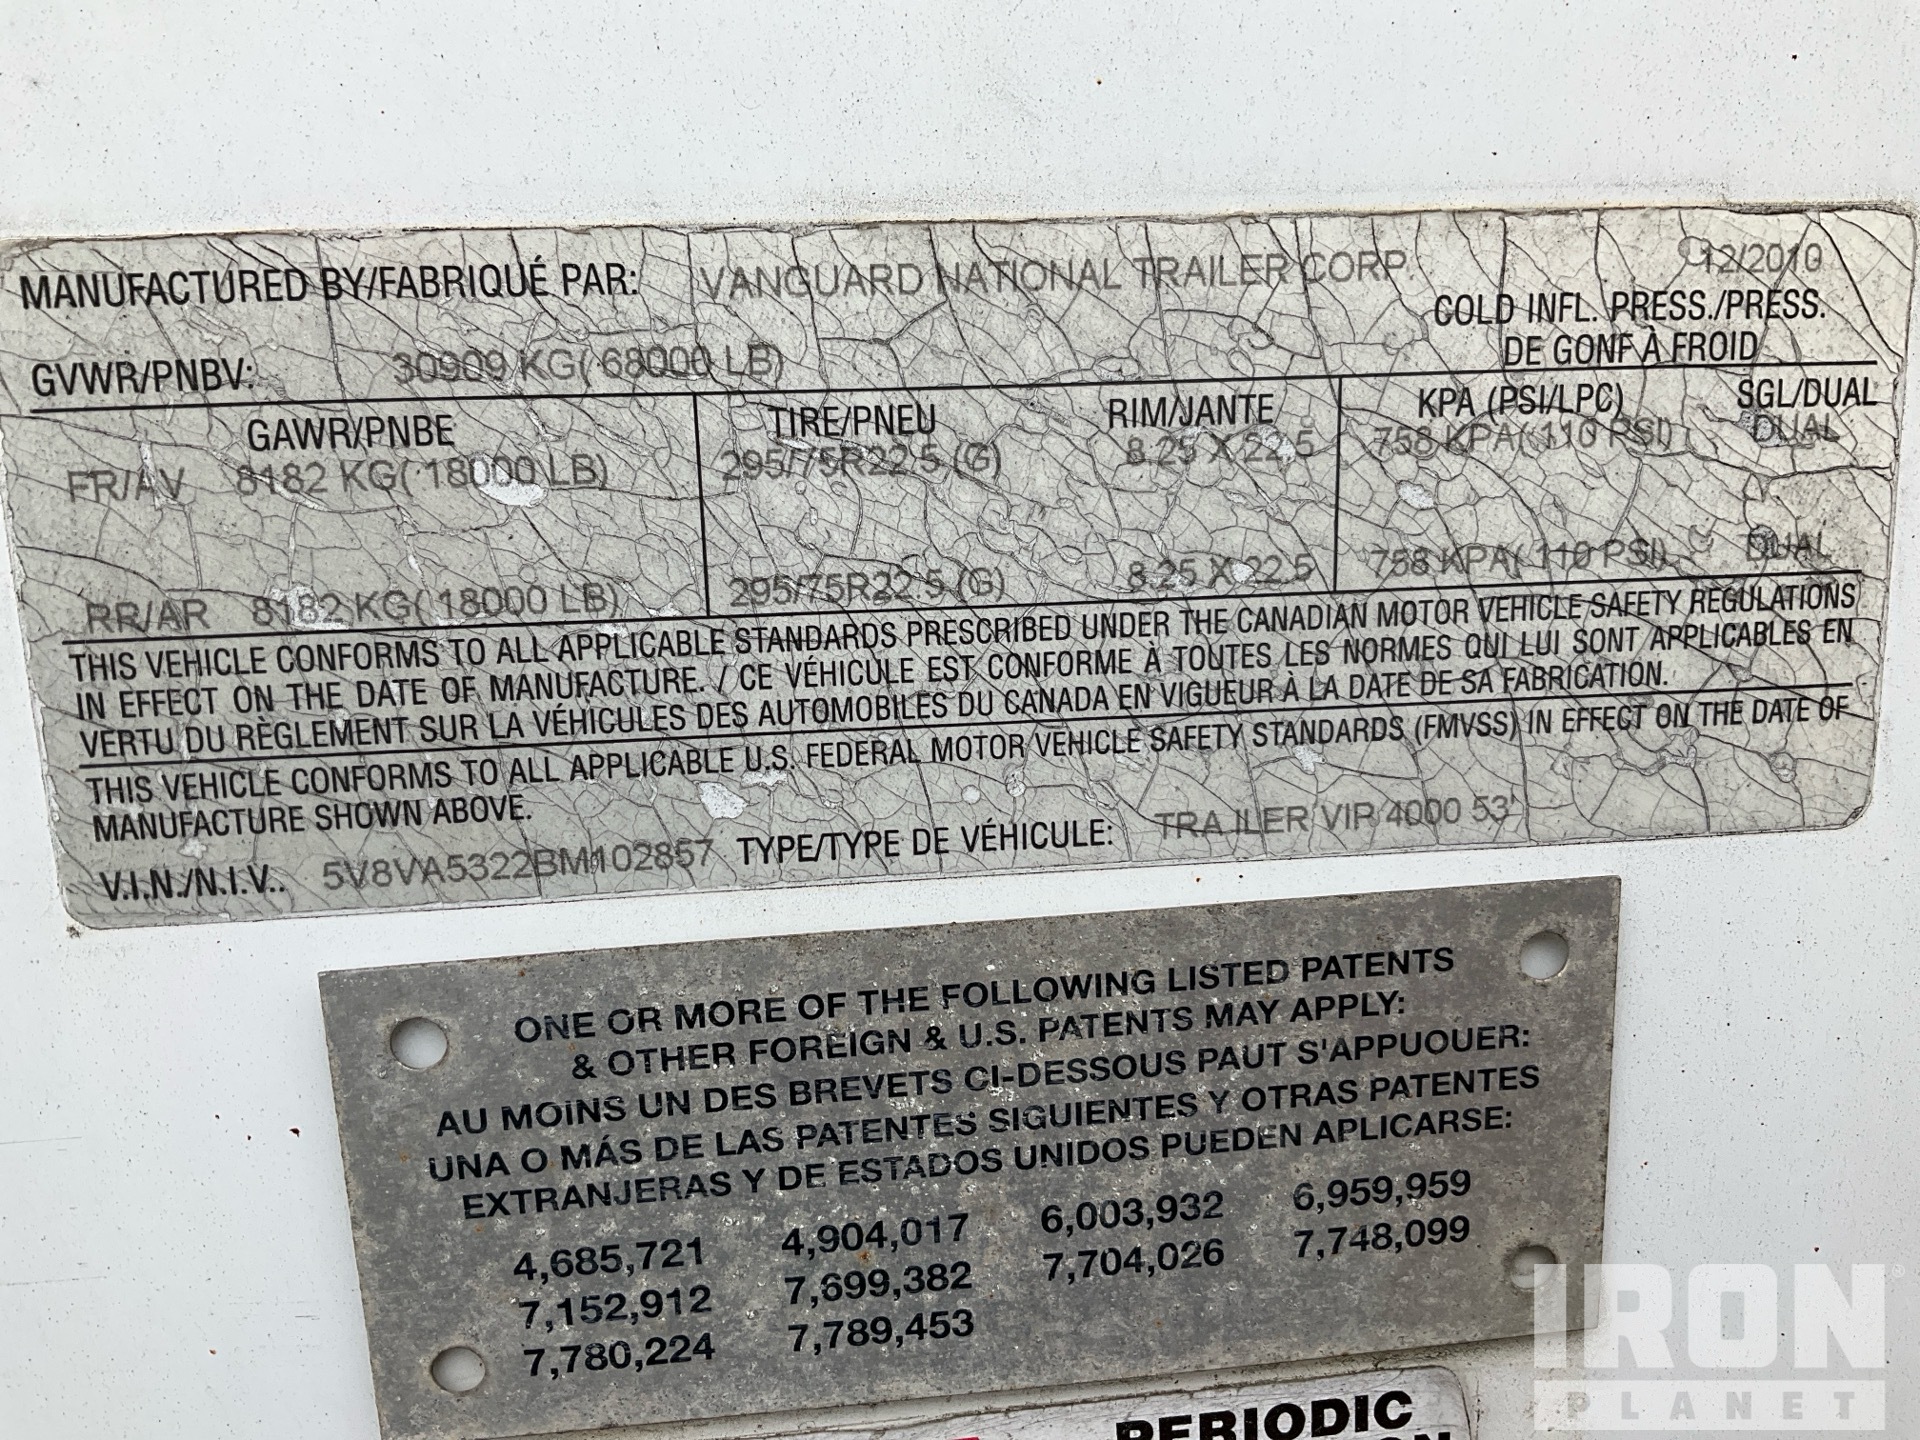 MANUFACTURED BY/FABRIQUÉ PAR: VANGUARD NATIONAL TRAILER CORP. 12/2010
COLD INFL. PRESS./PRESS.
DE GONF À FROID
GVWR/PNBV: 30909 KG( 68000 LB)
GAWR/PNBE TIRE/PNEU RIM/JANTE KPA (PSI/LPC) SGL/DUAL
FR/AV 8182 KG( 18000 LB) 295/75R22.5 (G) 8.25 X 22.5 758 KPA( 110 PSI) DUAL
RR/AR 8182 KG( 18000 LB) 295/75R22.5 (G) 8.25 X 22.5 758 KPA( 110 PSI) DUAL
THIS VEHICLE CONFORMS TO ALL APPLICABLE STANDARDS PRESCRIBED UNDER THE CANADIAN MOTOR VEHICLE SAFETY REGULATIONS
IN EFFECT ON THE DATE OF MANUFACTURE. / CE VÉHICULE EST CONFORME À TOUTES LES NORMES QUI LUI SONT APPLICABLES EN
VERTU DU RÈGLEMENT SUR LA VÉHICULES DES AUTOMOBILES DU CANADA EN VIGUEUR À LA DATE DE SA FABRICATION.
THIS VEHICLE CONFORMS TO ALL APPLICABLE U.S. FEDERAL MOTOR VEHICLE SAFETY STANDARDS (FMVSS) IN EFFECT ON THE DATE OF
MANUFACTURE SHOWN ABOVE.
V.I.N./N.I.V.. 5V8VA5322BM102857 TYPE/TYPE DE VÉHICULE: TRAILER VIP 4000 53'
ONE OR MORE OF THE FOLLOWING LISTED PATENTS
& OTHER FOREIGN & U.S. PATENTS MAY APPLY:
AU MOINS UN DES BREVETS CI-DESSOUS PAUT S'APPUOUER:
UNA O MÁS DE LAS PATENTES SIGUIENTES Y OTRAS PATENTES
EXTRANJERAS Y DE ESTADOS UNIDOS PUEDEN APLICARSE:
4,685,721 4,904,017 6,003,932 6,959,959
7,152,912 7,699,382 7,704,026 7,748,099
7,780,224 7,789,453
PERIODIC
IRON
PLANET